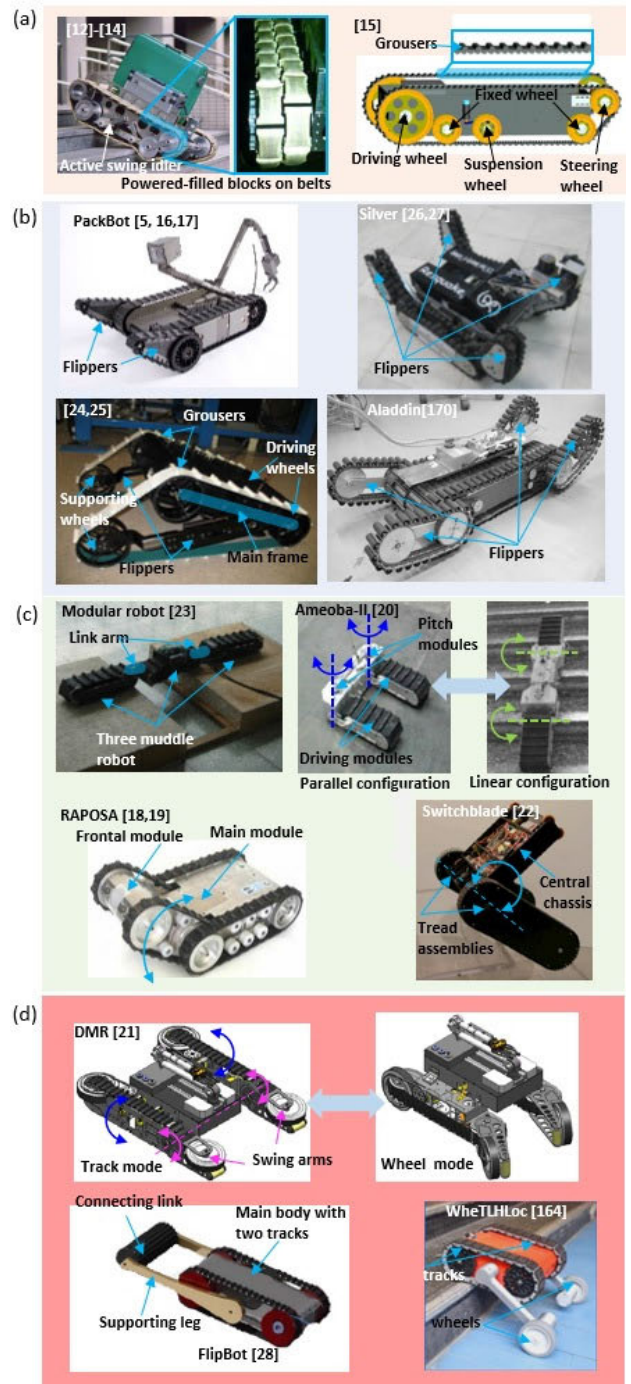 (a)
[12]-[14]
Active swing idler
Powered-filled blocks on belts
[15]
Grousers
Fixed wheel
Driving wheel
Suspension
wheel
Steering
wheel
(b)
PackBot [5, 16,17]
Flippers
Silver [26,27]
Flippers
[24,25]
Grousers
Driving
wheels
Supporting
wheels
Main frame
Flippers
Aladdin[170]
Flippers
(c)
Modular robot [23]
Link arm
Three muddle
robot
Ameoba-II [20]
Pitch modules
Driving modules
Parallel configuration
Linear configuration
RAPOSA [18,19]
Frontal module
Main module
Switchblade [22]
Central
chassis
Tread
assemblies
(d)
DMR [21]
Track mode
Swing arms
Wheel mode
Connecting link
Main body with
two tracks
Supporting leg
FlipBot [28]
WheTLHLoc [164]
tracks
wheels